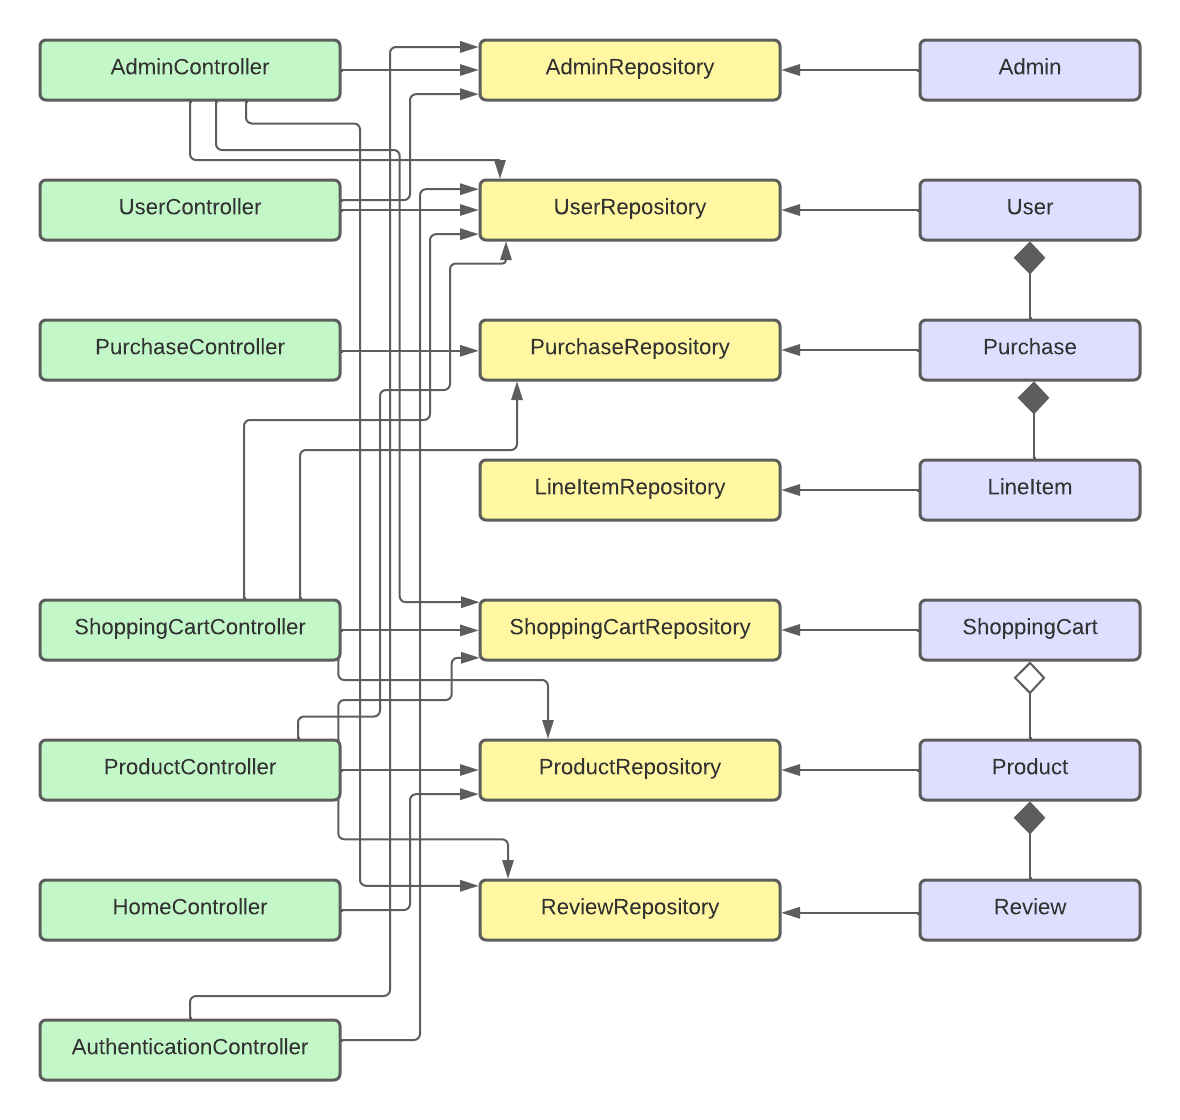 AdminController
AdminRepository
Admin
UserController
UserRepository
User
PurchaseController
PurchaseRepository
Purchase
LineItemRepository
LineItem
ShoppingCartController
ShoppingCartRepository
ShoppingCart
ProductController
ProductRepository
Product
HomeController
ReviewRepository
Review
AuthenticationController